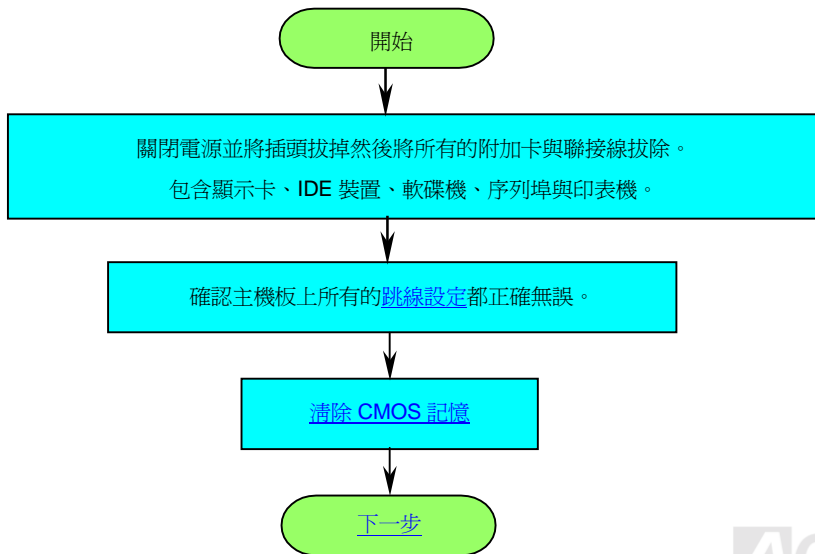 開始
關閉電源並將插頭拔掉然後將所有的附加卡與聯接線拔除。
包含顯示卡、IDE 裝置、軟碟機、序列埠與印表機。
確認主機板上所有的跳線設定都正確無誤。
清除 CMOS 記憶
下一步